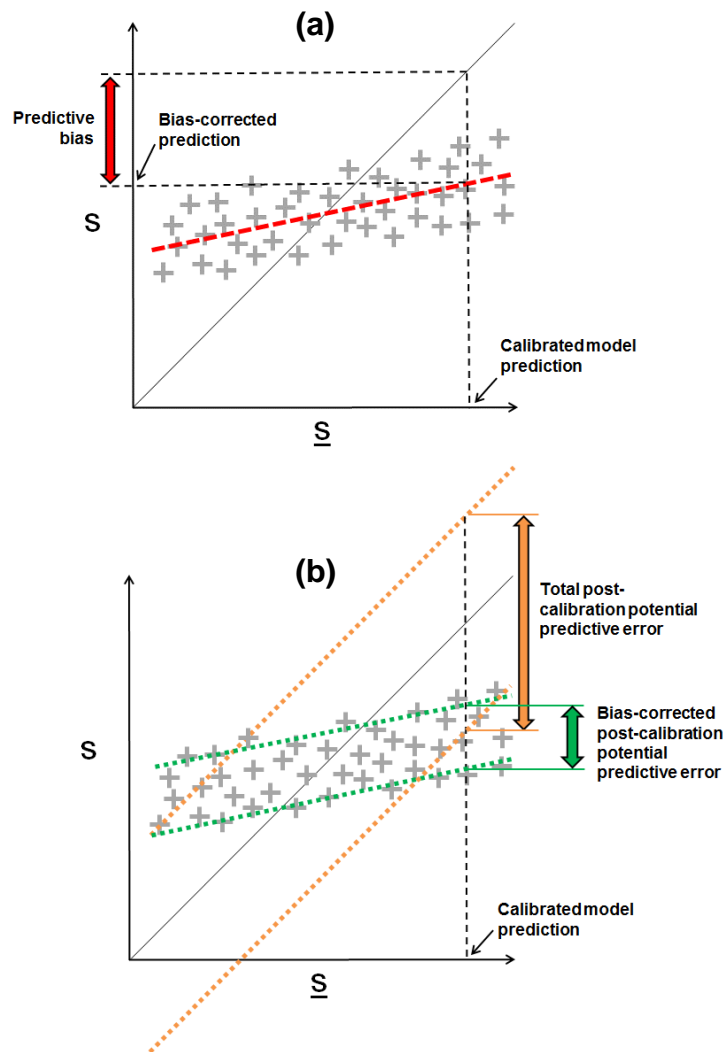 (a)
Predictive
bias
Bias-corrected
prediction
S
Calibrated model
prediction
S
(b)
Total post-
calibration potential
predictive error
S
Bias-corrected
post-calibration
potential
predictive error
Calibrated model
prediction
S